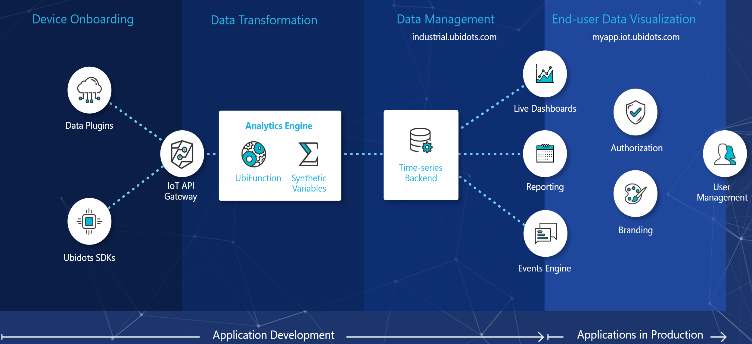 Device Onboarding
Data Transformation
Data Management
industrial.ubidots.com
End-user Data Visualization
myapp.iot.ubidots.com
Data Plugins
Ubidots SDKs
IoT API
Gateway
Analytics Engine
UbiFunction
Synthetic
Variables
Time-series
Backend
Live Dashboards
Reporting
Events Engine
Authorization
Branding
User
Management
Application Development
Applications in Production